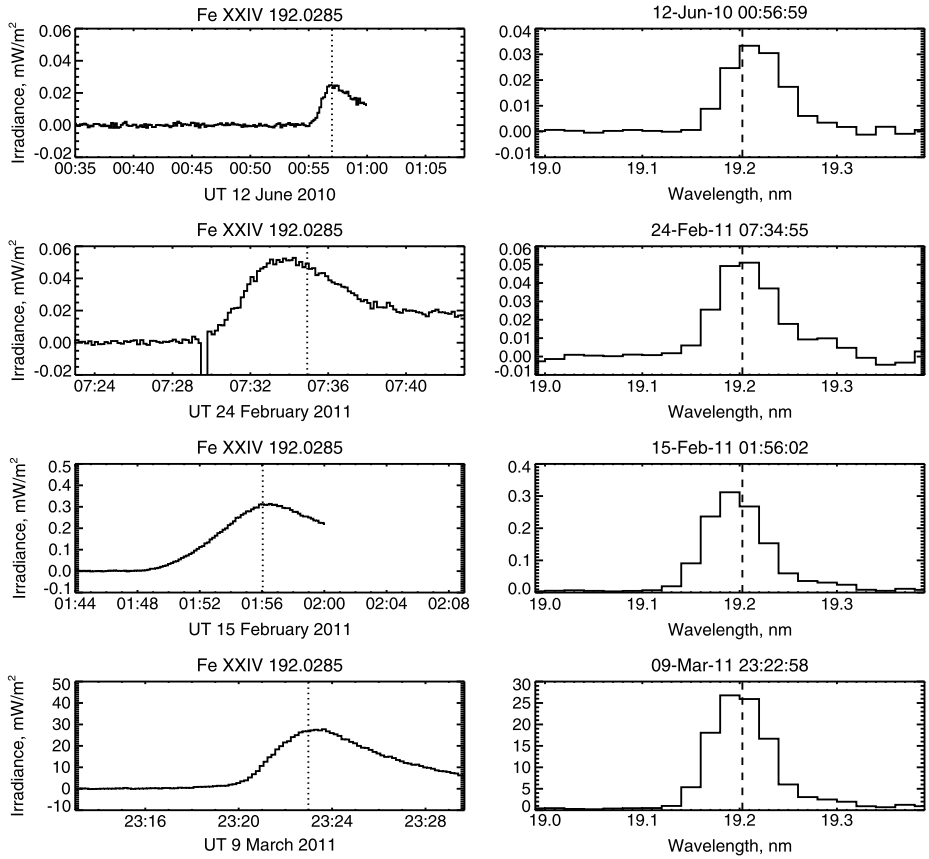 Fe XXIV 192.0285
Irradiance, mW/m²
0.06
0.04
0.02
0.00
-0.02
00:35 00:40 00:45 00:50 00:55 01:00 01:05
UT 12 June 2010
12-Jun-10 00:56:59
0.04
0.03
0.02
0.01
0.00
-0.01
19.0 19.1 19.2 19.3
Wavelength, nm
Fe XXIV 192.0285
Irradiance, mW/m²
0.06
0.04
0.02
0.00
-0.02
07:24 07:28 07:32 07:36 07:40
UT 24 February 2011
24-Feb-11 07:34:55
0.06
0.05
0.04
0.03
0.02
0.01
0.00
-0.01
19.0 19.1 19.2 19.3
Wavelength, nm
Fe XXIV 192.0285
Irradiance, mW/m²
0.5
0.4
0.3
0.2
0.1
0.0
-0.1
01:44 01:48 01:52 01:56 02:00 02:04 02:08
UT 15 February 2011
15-Feb-11 01:56:02
0.4
0.3
0.2
0.1
0.0
19.0 19.1 19.2 19.3
Wavelength, nm
Fe XXIV 192.0285
Irradiance, mW/m²
50
40
30
20
10
0
-10
23:16 23:20 23:24 23:28
UT 9 March 2011
09-Mar-11 23:22:58
30
25
20
15
10
5
0
19.0 19.1 19.2 19.3
Wavelength, nm